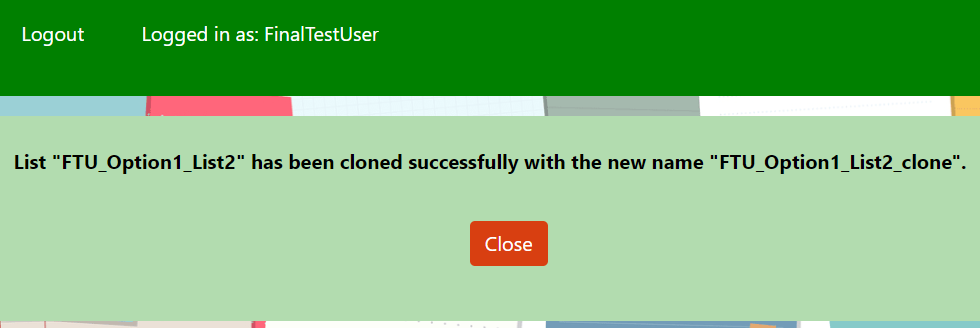 Logout Logged in as: FinalTestUser
List "FTU_Option1_List2" has been cloned successfully with the new name "FTU_Option1_List2_clone".
Close